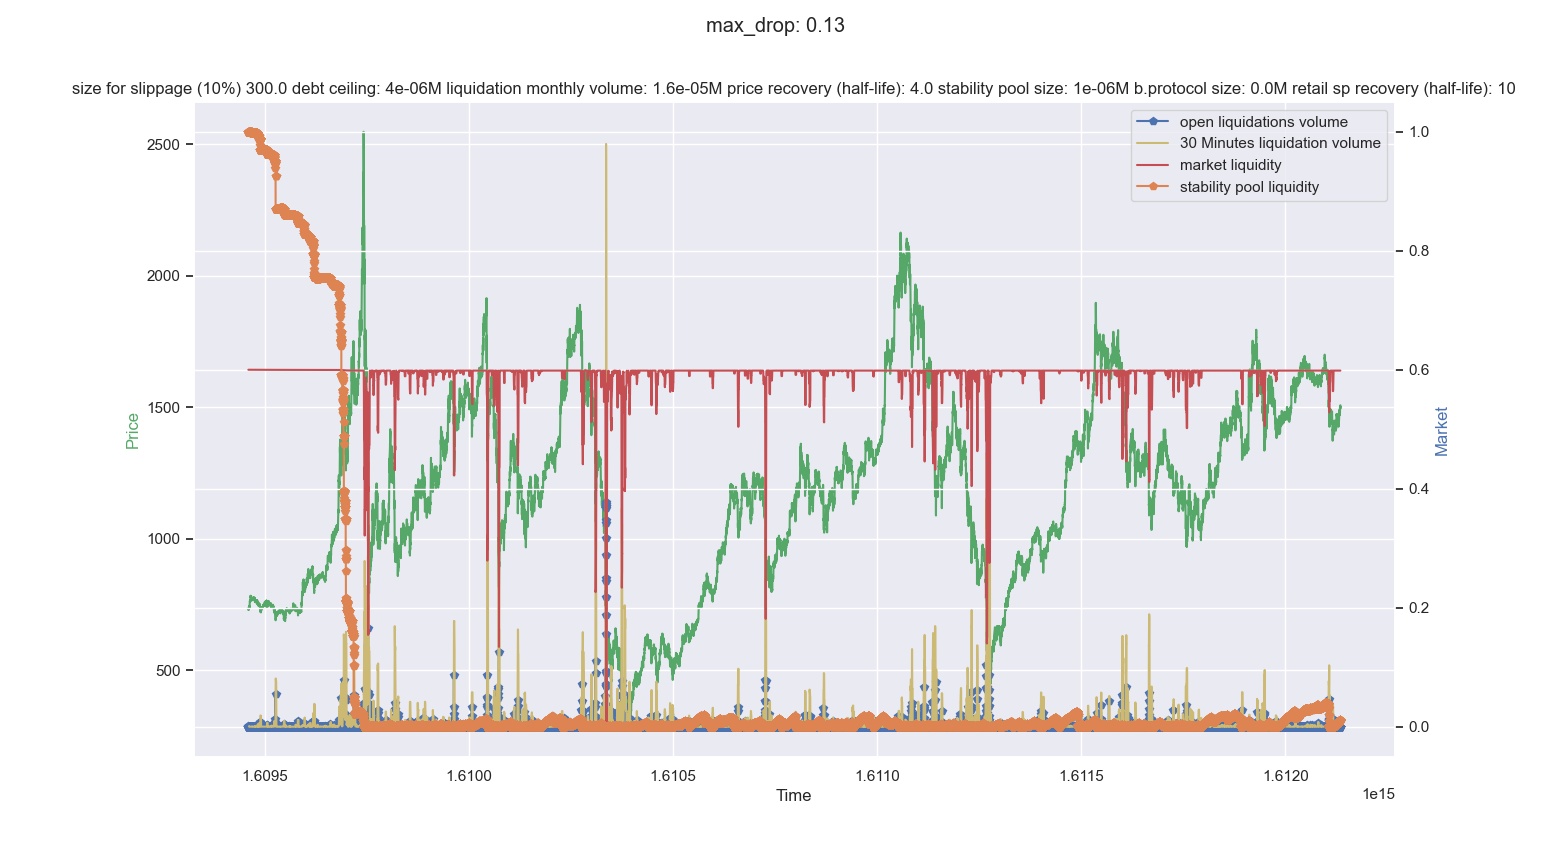 max_drop: 0.13
size for slippage (10%) 300.0 debt ceiling: 4e-06M liquidation monthly volume: 1.6e-05M price recovery (half-life): 4.0 stability pool size: 1e-06M b.protocol size: 0.0M retail sp recovery (half-life): 10
open liquidations volume
30 Minutes liquidation volume
market liquidity
stability pool liquidity
2500
2000
1500
1000
500
Price
1.0
0.8
0.6
0.4
0.2
0.0
Market
1.6095
1.6100
1.6105
1.6110
1.6115
1.6120
1e15
Time